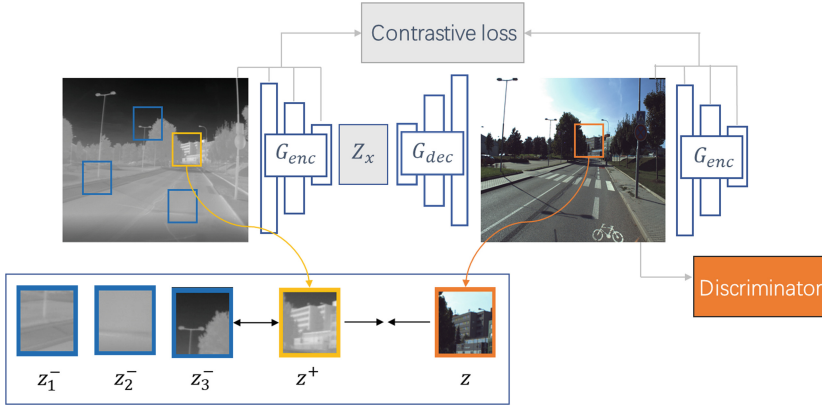 Contrastive loss
G_enc
Z_x
G_dec
G_enc
Discriminator
z_1^-
z_2^-
z_3^-
z^+
z